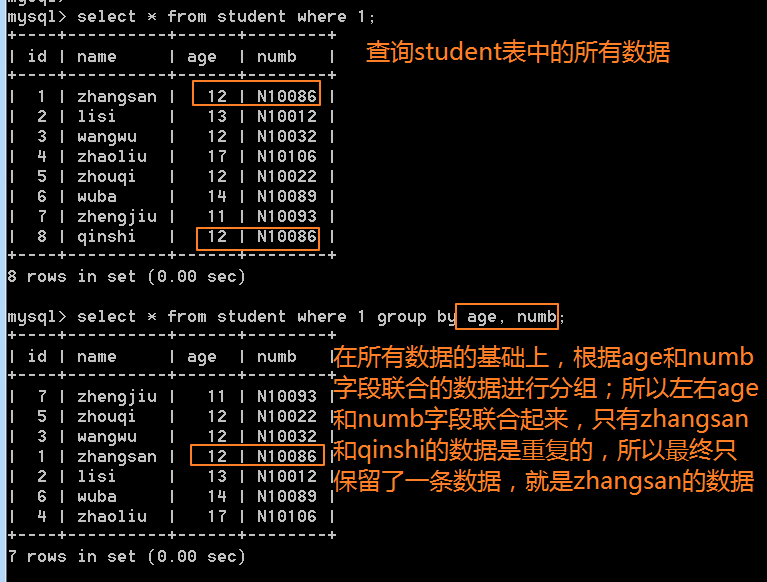 mysql> select * from student where 1;
+----+-----------+------+--------+
| id | name      | age  | numb   |
+----+-----------+------+--------+
查询student表中的所有数据
|  1 | zhangsan  |   12 | N10086 |
|  2 | lisi      |   13 | N10012 |
|  3 | wangwu    |   12 | N10032 |
|  4 | zhaoliu   |   17 | N10106 |
|  5 | zhouqi    |   12 | N10022 |
|  6 | wuba      |   14 | N10089 |
|  7 | zhengjiu  |   11 | N10093 |
|  8 | qinshi    |   12 | N10086 |
+----+-----------+------+--------+
8 rows in set (0.00 sec)
mysql> select * from student where 1 group by age, numb;
+----+-----------+------+--------+
| id | name      | age  | numb   |
+----+-----------+------+--------+
|  7 | zhengjiu  |   11 | N10093 |
|  5 | zhouqi    |   12 | N10022 |
|  3 | wangwu    |   12 | N10032 |
|  1 | zhangsan  |   12 | N10086 |
|  2 | lisi      |   13 | N10012 |
|  6 | wuba      |   14 | N10089 |
|  4 | zhaoliu   |   17 | N10106 |
+----+-----------+------+--------+
7 rows in set (0.00 sec)
在所有数据的基础上，根据age和numb
字段联合的数据进行分组；所以左右age
和numb字段联合起来，只有zhangsan
和qinshi的数据是重复的，所以最终只
保留了一条数据，就是zhangsan的数据